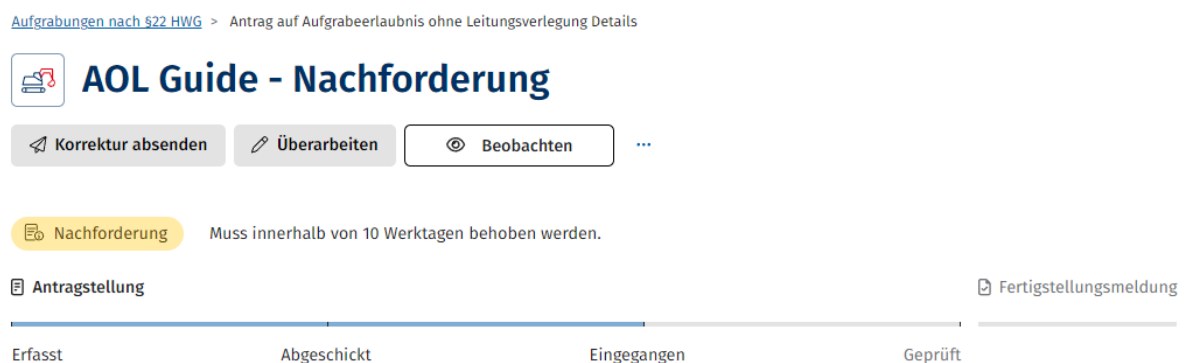 Aufgrabungen nach §22 HWG > Antrag auf Aufgrabeerlaubnis ohne Leitungsverlegung Details
AOL Guide - Nachforderung
Korrektur absenden Überarbeiten Beobachten ...
Nachforderung Muss innerhalb von 10 Werktagen behoben werden.
Antragstellung Fertigstellungsmeldung
Erfasst Abgeschickt Eingegangen Geprüft